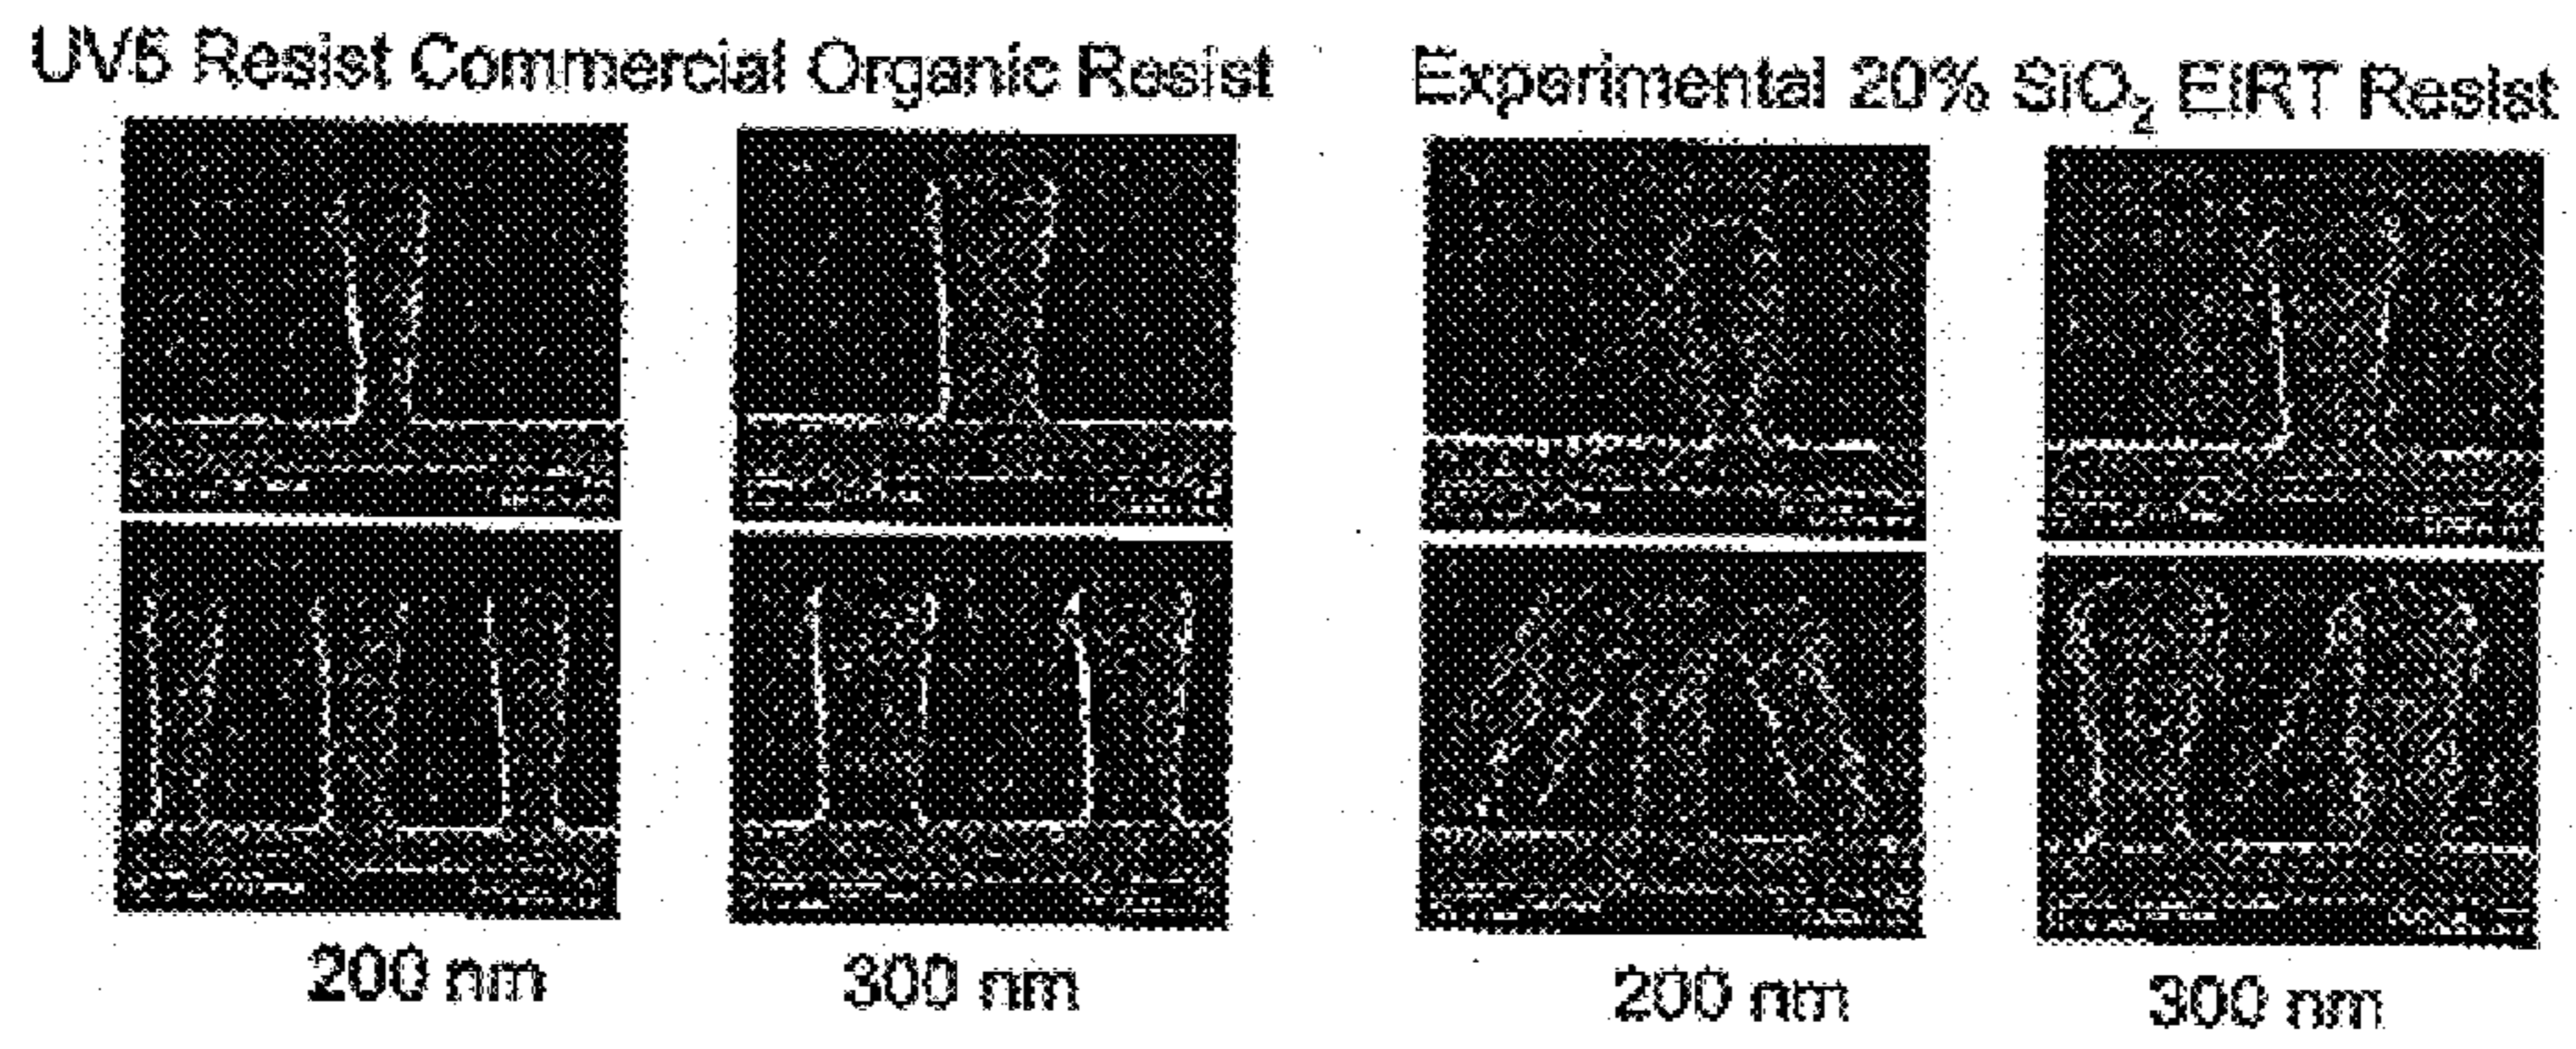 UV5 Resist Commercial Organic Resist
Experimental 20% SiO₂ EIRT Resist
200 nm
300 nm
200 nm
300 nm